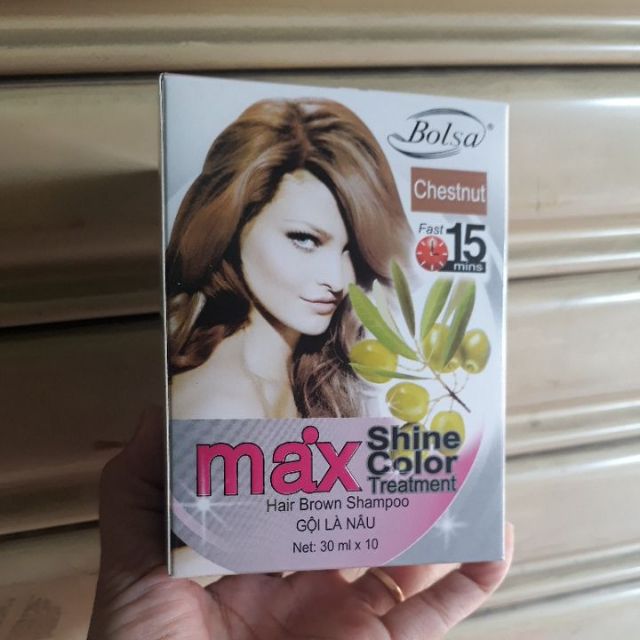 Bolsa®
Chestnut
Fast 15
mins
max Shine
Color
Treatment
Hair Brown Shampoo
GỘI LÀ NÂU
Net: 30 ml x 10